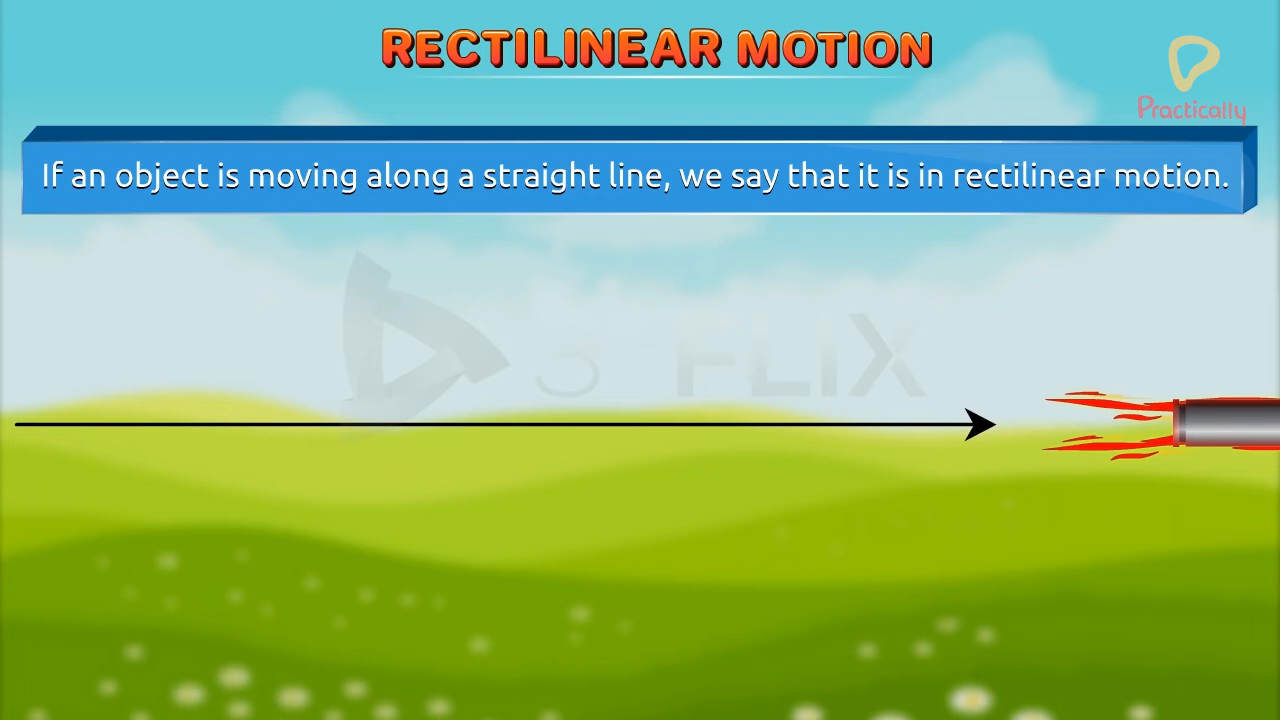 RECTILINEAR MOTION
Practically
If an object is moving along a straight line, we say that it is in rectilinear motion.
FLIX